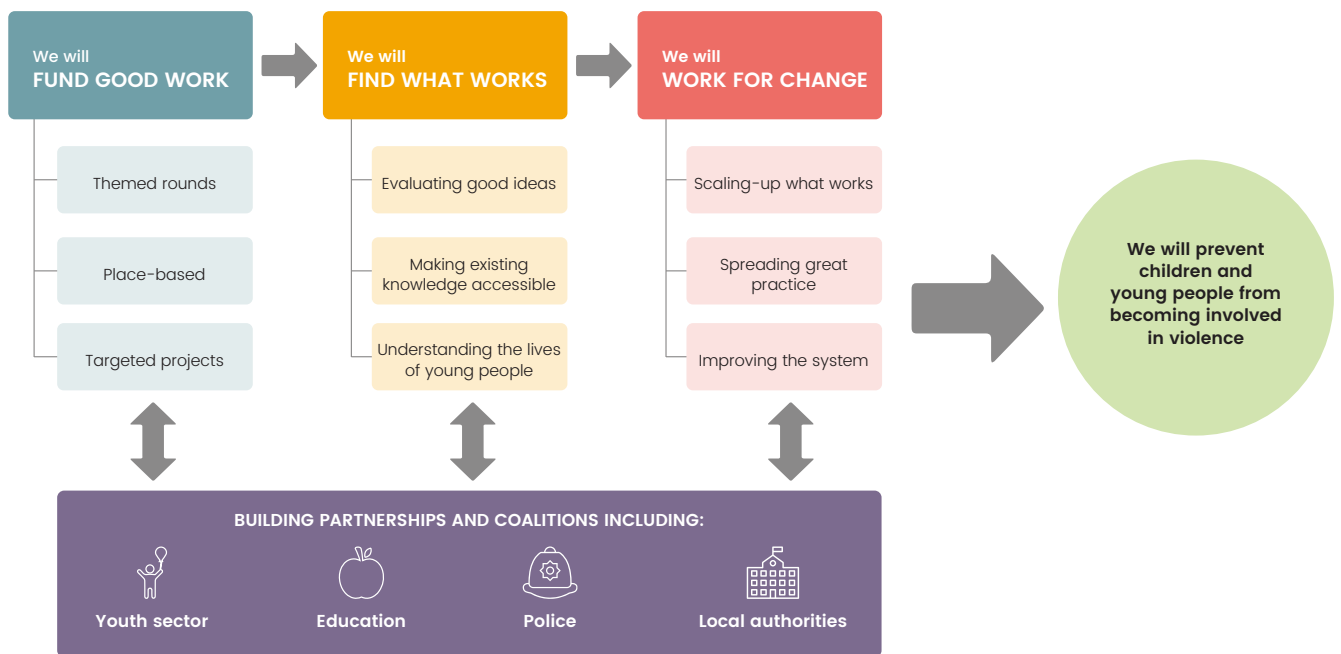 We will
FUND GOOD WORK
We will
FIND WHAT WORKS
We will
WORK FOR CHANGE
Themed rounds
Place-based
Targeted projects
Evaluating good ideas
Making existing
knowledge accessible
Understanding the lives
of young people
Scaling-up what works
Spreading great
practice
Improving the system
We will prevent
children and
young people from
becoming involved
in violence
BUILDING PARTNERSHIPS AND COALITIONS INCLUDING:
Youth sector
Education
Police
Local authorities